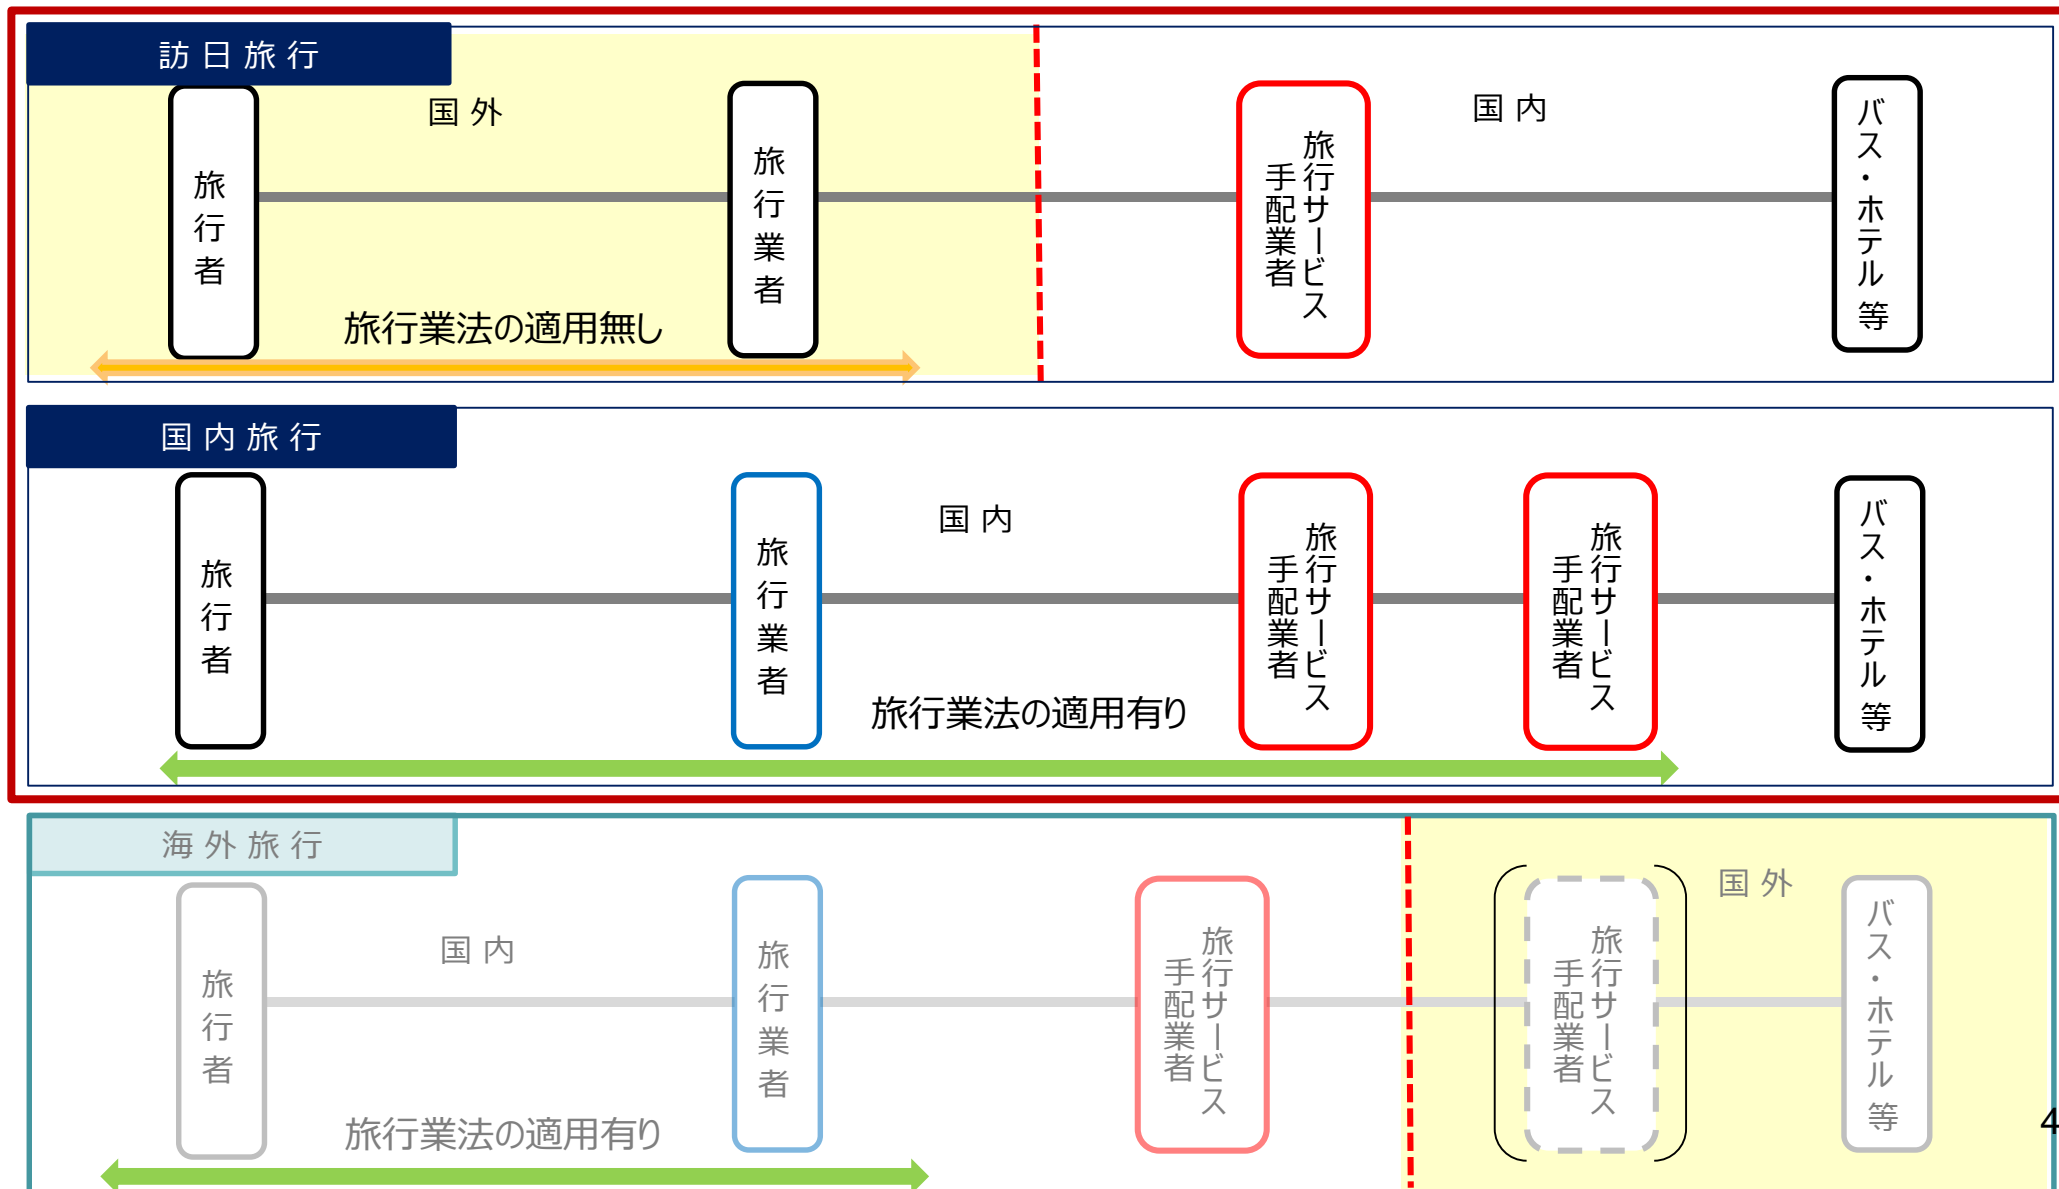 訪日旅行
国外
国内
旅行者
旅行業者
旅行サービス
手配業者
バス・ホテル等
旅行業法の適用無し
国内旅行
国内
旅行者
旅行業者
旅行サービス
手配業者
旅行サービス
手配業者
バス・ホテル等
旅行業法の適用有り
海外旅行
国内
国外
旅行者
旅行業者
旅行サービス
手配業者
旅行サービス
手配業者
バス・ホテル等
旅行業法の適用有り
4